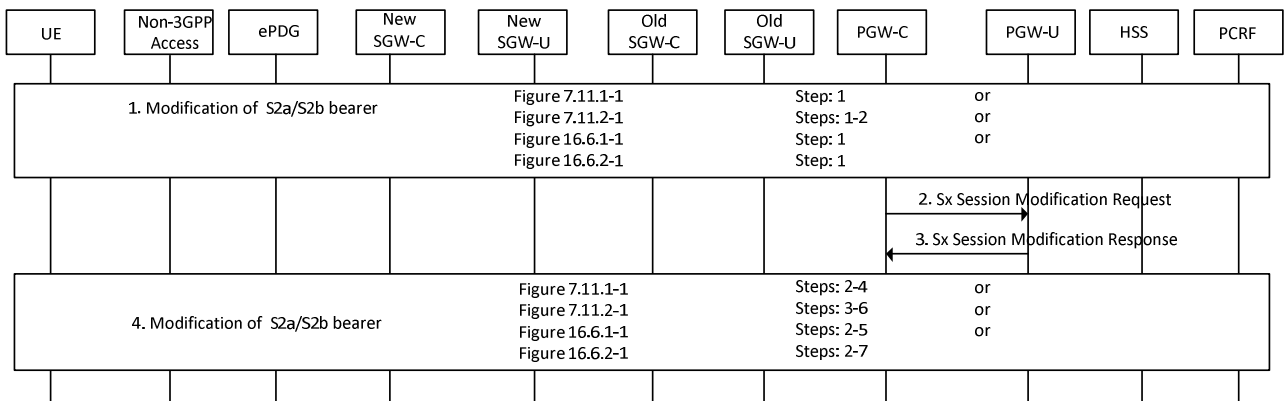 UE
Non-3GPP
Access
ePDG
New
SGW-C
New
SGW-U
Old
SGW-C
Old
SGW-U
PGW-C
PGW-U
HSS
PCRF
1. Modification of S2a/S2b bearer
Figure 7.11.1-1 Step: 1 or
Figure 7.11.2-1 Steps: 1-2 or
Figure 16.6.1-1 Step: 1 or
Figure 16.6.2-1 Step: 1
2. Sx Session Modification Request
3. Sx Session Modification Response
4. Modification of S2a/S2b bearer
Figure 7.11.1-1 Steps: 2-4 or
Figure 7.11.2-1 Steps: 3-6 or
Figure 16.6.1-1 Steps: 2-5 or
Figure 16.6.2-1 Steps: 2-7